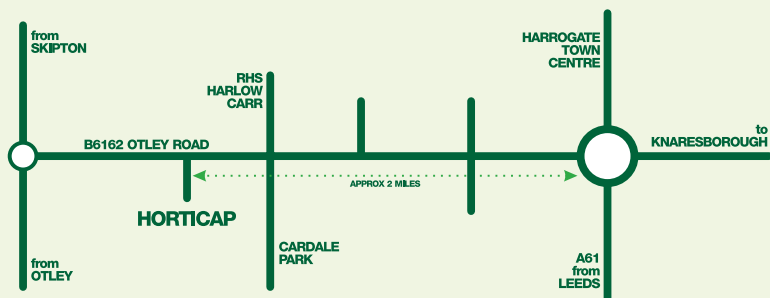 from
SKIPTON
HARROGATE
TOWN
CENTRE
RHS
HARLOW
CARR
to
KNARESBOROUGH
B6162 OTLEY ROAD
APPROX 2 MILES
HORTICAP
CARDALE
PARK
from
OTLEY
A61
from
LEEDS